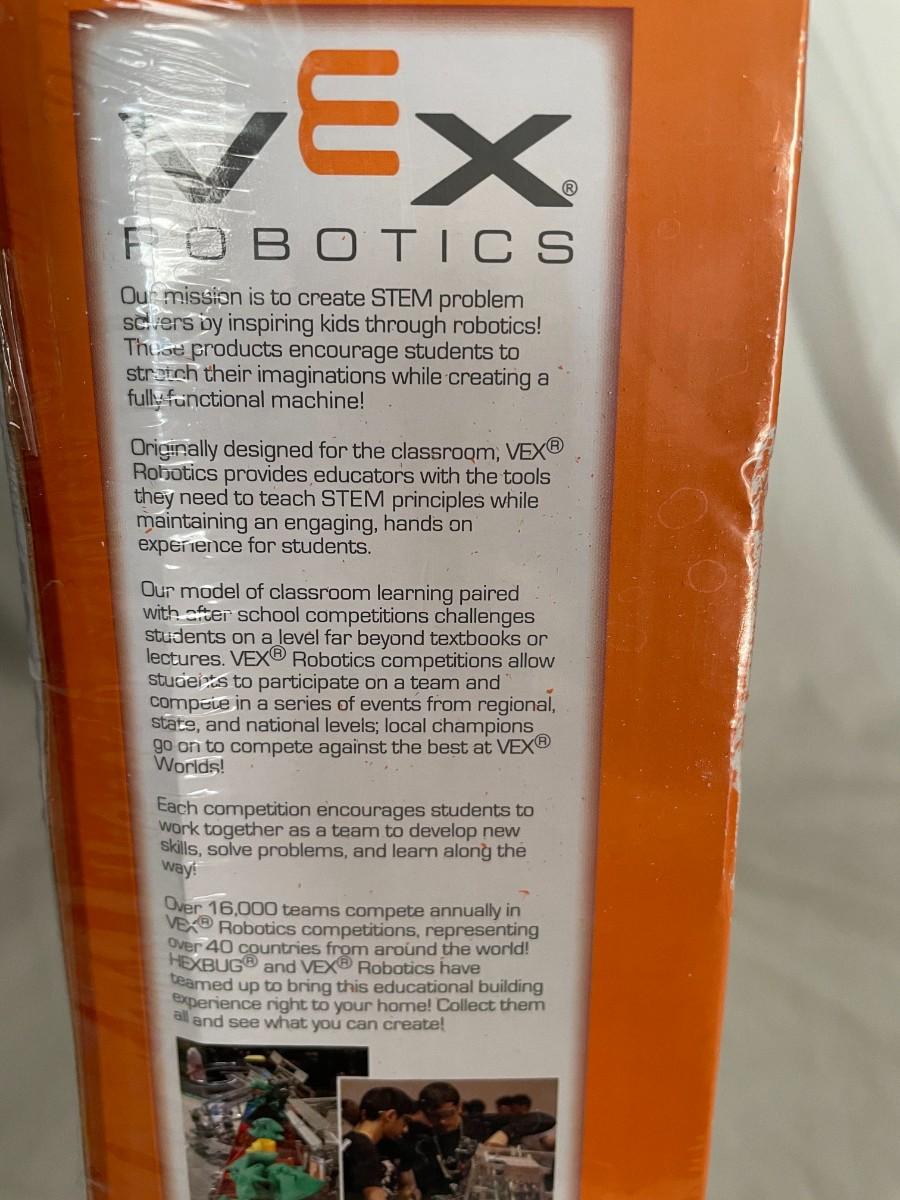 VEX®
ROBOTICS
Our mission is to create STEM problem
solvers by inspiring kids through robotics!
These products encourage students to
stretch their imaginations while creating a
fully functional machine!
Originally designed for the classroom, VEX®
Robotics provides educators with the tools
they need to teach STEM principles while
maintaining an engaging, hands on
experience for students.
Our model of classroom learning paired
with after school competitions challenges
students on a level far beyond textbooks or
lectures. VEX® Robotics competitions allow
students to participate on a team and
compete in a series of events from regional,
state, and national levels; local champions
go on to compete against the best at VEX®
Worlds!
Each competition encourages students to
work together as a team to develop new
skills, solve problems, and learn along the
way!
Over 16,000 teams compete annually in
VEX® Robotics competitions, representing
over 40 countries from around the world!
HEXBUG® and VEX® Robotics have
teamed up to bring this educational building
experience right to your home! Collect them
all and see what you can create!